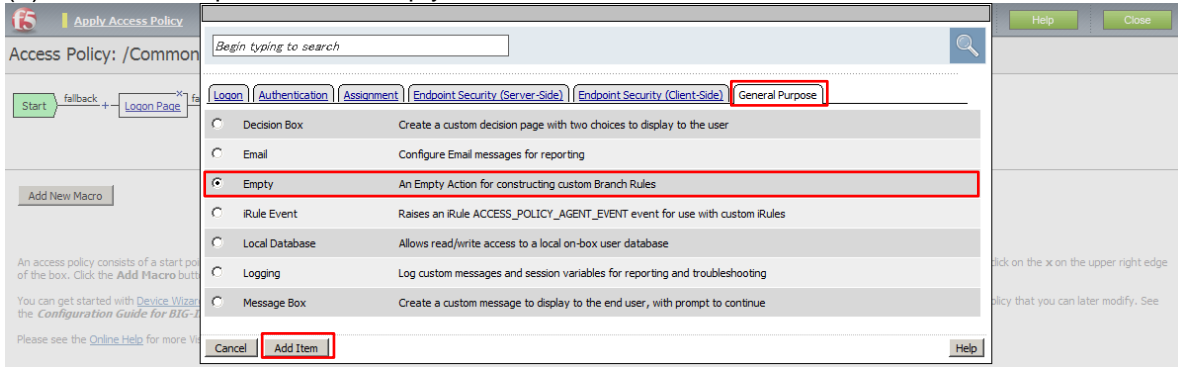 f5 Apply Access Policy Help Close
Begin typing to search
Access Policy: /Common
Logon Authentication Assignment Endpoint Security (Server-Side) Endpoint Security (Client-Side) General Purpose
Start fallback + Logon Page x fa
Decision Box Create a custom decision page with two choices to display to the user
Email Configure Email messages for reporting
Empty An Empty Action for constructing custom Branch Rules
Add New Macro
iRule Event Raises an iRule ACCESS_POLICY_AGENT_EVENT event for use with custom iRules
Local Database Allows read/write access to a local on-box user database
An access policy consists of a start poi click on the x on the upper right edge
of the box. Click the Add Macro butt
Logging Log custom messages and session variables for reporting and troubleshooting
You can get started with Device Wizar olicy that you can later modify. See
the Configuration Guide for BIG-I
Message Box Create a custom message to display to the end user, with prompt to continue
Please see the Online Help for more Vi
Cancel Add Item Help